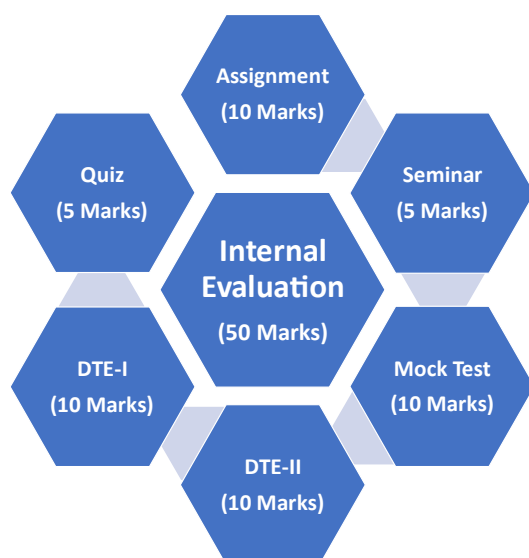 Assignment
(10 Marks)
Seminar
(5 Marks)
Mock Test
(10 Marks)
DTE-II
(10 Marks)
DTE-I
(10 Marks)
Quiz
(5 Marks)
Internal
Evaluation
(50 Marks)